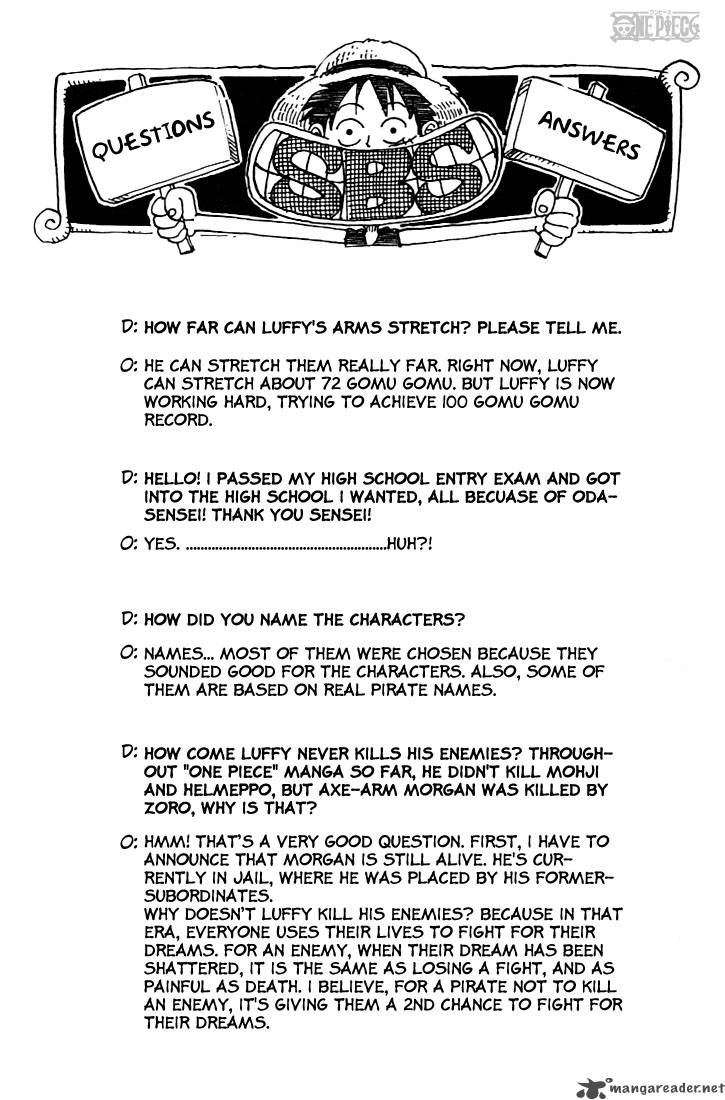 ワンピース
ONE PIECE
QUESTIONS
SBS
ANSWERS
D: HOW FAR CAN LUFFY'S ARMS STRETCH? PLEASE TELL ME.
O: HE CAN STRETCH THEM REALLY FAR. RIGHT NOW, LUFFY
CAN STRETCH ABOUT 72 GOMU GOMU. BUT LUFFY IS NOW
WORKING HARD, TRYING TO ACHIEVE 100 GOMU GOMU
RECORD.
D: HELLO! I PASSED MY HIGH SCHOOL ENTRY EXAM AND GOT
INTO THE HIGH SCHOOL I WANTED, ALL BECUASE OF ODA-
SENSEI! THANK YOU SENSEI!
O: YES. ........................................................HUH?!
D: HOW DID YOU NAME THE CHARACTERS?
O: NAMES... MOST OF THEM WERE CHOSEN BECAUSE THEY
SOUNDED GOOD FOR THE CHARACTERS. ALSO, SOME OF
THEM ARE BASED ON REAL PIRATE NAMES.
D: HOW COME LUFFY NEVER KILLS HIS ENEMIES? THROUGH-
OUT "ONE PIECE" MANGA SO FAR, HE DIDN'T KILL MOHJI
AND HELMEPPO, BUT AXE-ARM MORGAN WAS KILLED BY
ZORO, WHY IS THAT?
O: HMM! THAT'S A VERY GOOD QUESTION. FIRST, I HAVE TO
ANNOUNCE THAT MORGAN IS STILL ALIVE. HE'S CUR-
RENTLY IN JAIL, WHERE HE WAS PLACED BY HIS FORMER-
SUBORDINATES.
WHY DOESN'T LUFFY KILL HIS ENEMIES? BECAUSE IN THAT
ERA, EVERYONE USES THEIR LIVES TO FIGHT FOR THEIR
DREAMS. FOR AN ENEMY, WHEN THEIR DREAM HAS BEEN
SHATTERED, IT IS THE SAME AS LOSING A FIGHT, AND AS
PAINFUL AS DEATH. I BELIEVE, FOR A PIRATE NOT TO KILL
AN ENEMY, IT'S GIVING THEM A 2ND CHANCE TO FIGHT FOR
THEIR DREAMS.
mangareader.net